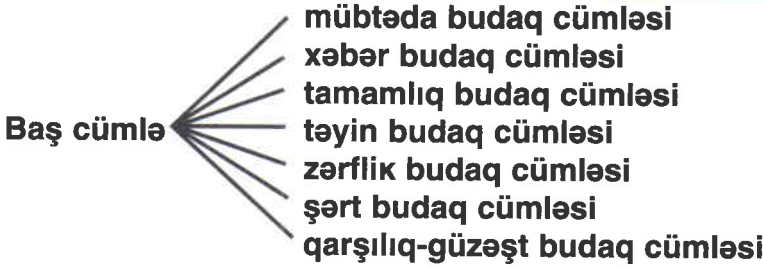 mübtəda budaq cümləsi
xəbər budaq cümləsi
tamamlıq budaq cümləsi
Baş cümlə
təyin budaq cümləsi
zərfliк budaq cümləsi
şərt budaq cümləsi
qarşılıq-güzəşt budaq cümləsi